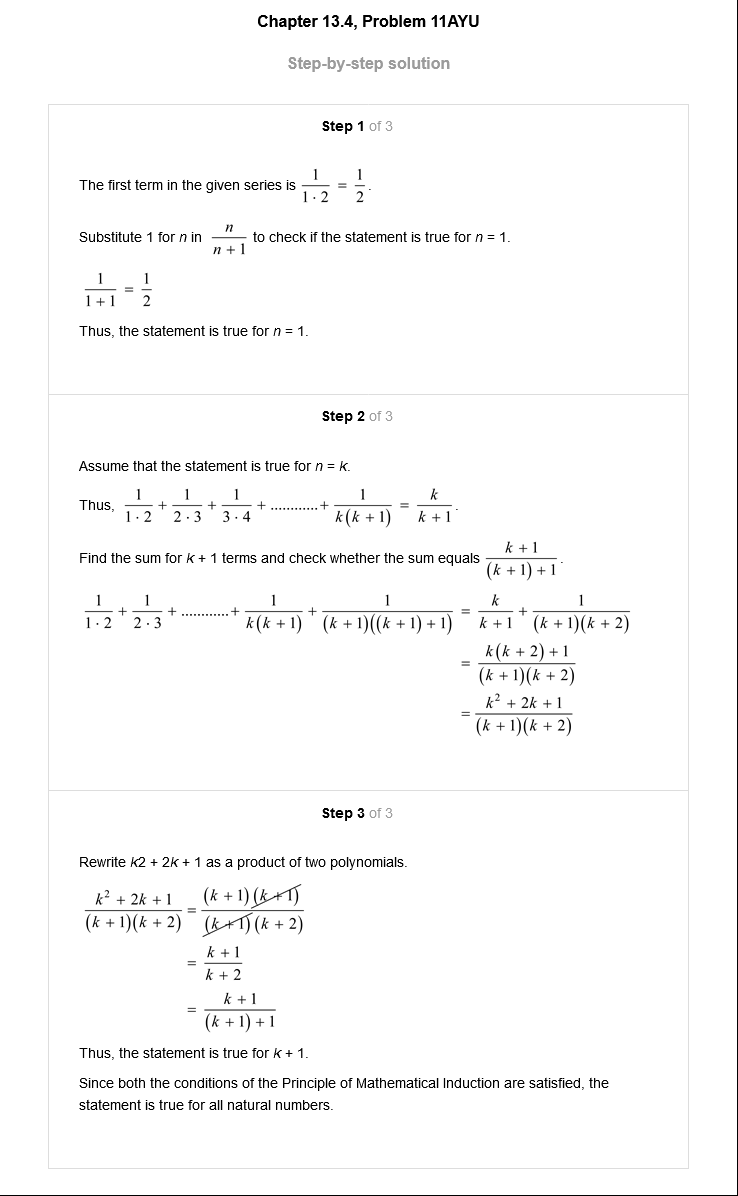 Chapter 13.4, Problem 11AYU
Step-by-step solution
Step 1 of 3
The first term in the given series is \frac{1}{1 \cdot 2} = \frac{1}{2}.
Substitute 1 for n in \frac{n}{n+1} to check if the statement is true for n = 1.
\frac{1}{1+1} = \frac{1}{2}
Thus, the statement is true for n = 1.
Step 2 of 3
Assume that the statement is true for n = k.
Thus, \frac{1}{1 \cdot 2} + \frac{1}{2 \cdot 3} + \frac{1}{3 \cdot 4} + ............ + \frac{1}{k(k+1)} = \frac{k}{k+1}.
Find the sum for k + 1 terms and check whether the sum equals \frac{k+1}{(k+1)+1}.
\frac{1}{1 \cdot 2} + \frac{1}{2 \cdot 3} + ............ + \frac{1}{k(k+1)} + \frac{1}{(k+1)((k+1)+1)} = \frac{k}{k+1} + \frac{1}{(k+1)(k+2)}
= \frac{k(k+2)+1}{(k+1)(k+2)}
= \frac{k^2+2k+1}{(k+1)(k+2)}
Step 3 of 3
Rewrite k2 + 2k + 1 as a product of two polynomials.
\frac{k^2+2k+1}{(k+1)(k+2)} = \frac{(k+1)(k+1)}{(k+1)(k+2)}
= \frac{k+1}{k+2}
= \frac{k+1}{(k+1)+1}
Thus, the statement is true for k + 1.
Since both the conditions of the Principle of Mathematical Induction are satisfied, the
statement is true for all natural numbers.